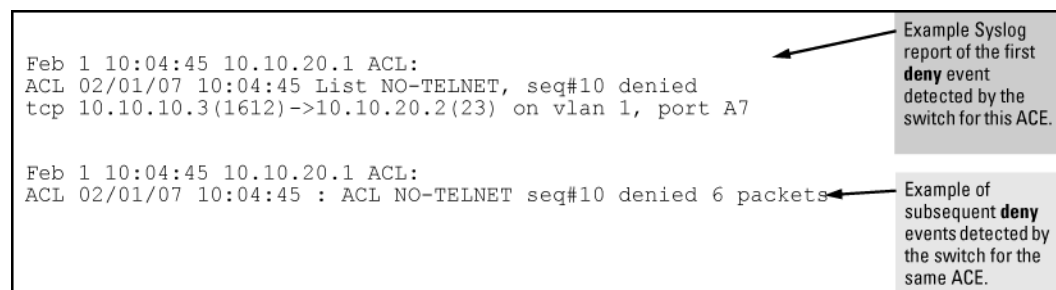 Feb 1 10:04:45 10.10.20.1 ACL:
ACL 02/01/07 10:04:45 List NO-TELNET, seq#10 denied
tcp 10.10.10.3(1612)->10.10.20.2(23) on vlan 1, port A7
Example Syslog
report of the first
deny event
detected by the
switch for this ACE.
Feb 1 10:04:45 10.10.20.1 ACL:
ACL 02/01/07 10:04:45 : ACL NO-TELNET seq#10 denied 6 packets
Example of
subsequent deny
events detected by
the switch for the
same ACE.